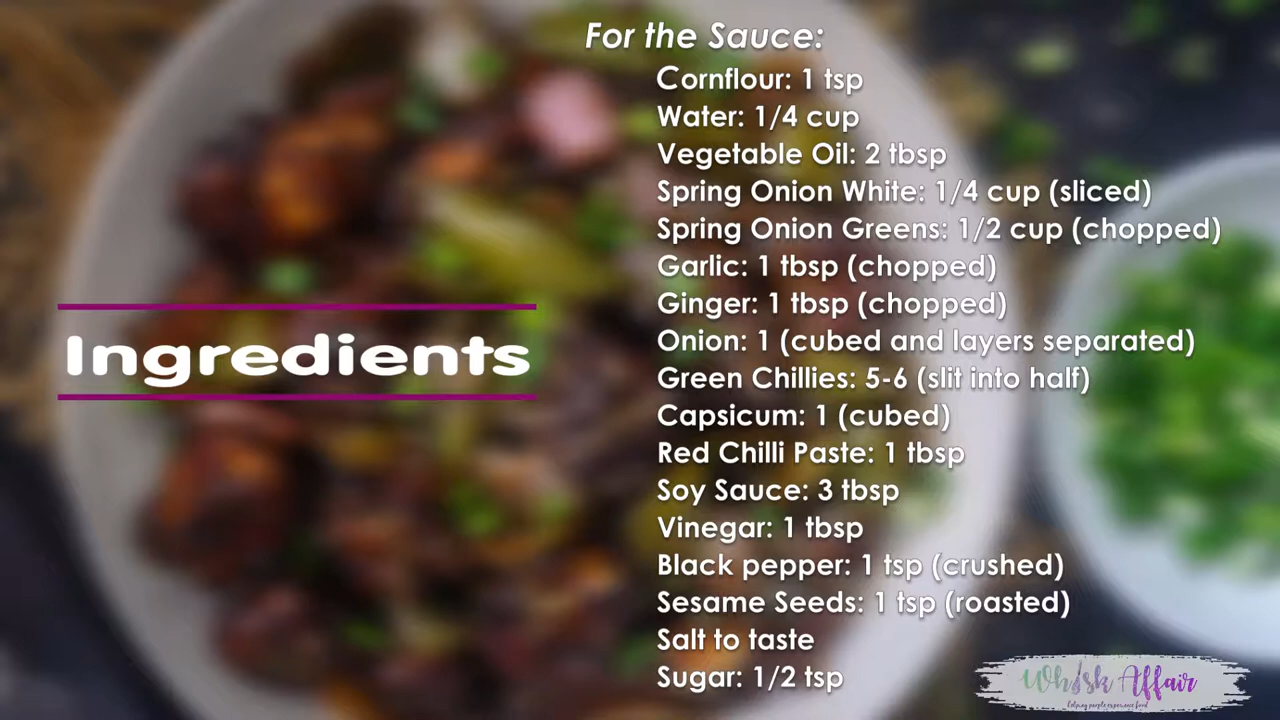 For the Sauce:
Cornflour: 1 tsp
Water: 1/4 cup
Vegetable Oil: 2 tbsp
Spring Onion White: 1/4 cup (sliced)
Spring Onion Greens: 1/2 cup (chopped)
Garlic: 1 tbsp (chopped)
Ginger: 1 tbsp (chopped)
Ingredients
Onion: 1 (cubed and layers separated)
Green Chillies: 5-6 (slit into half)
Capsicum: 1 (cubed)
Red Chilli Paste: 1 tbsp
Soy Sauce: 3 tbsp
Vinegar: 1 tbsp
Black pepper: 1 tsp (crushed)
Sesame Seeds: 1 tsp (roasted)
Salt to taste
Sugar: 1/2 tsp
Whisk Affair
helping people experience food